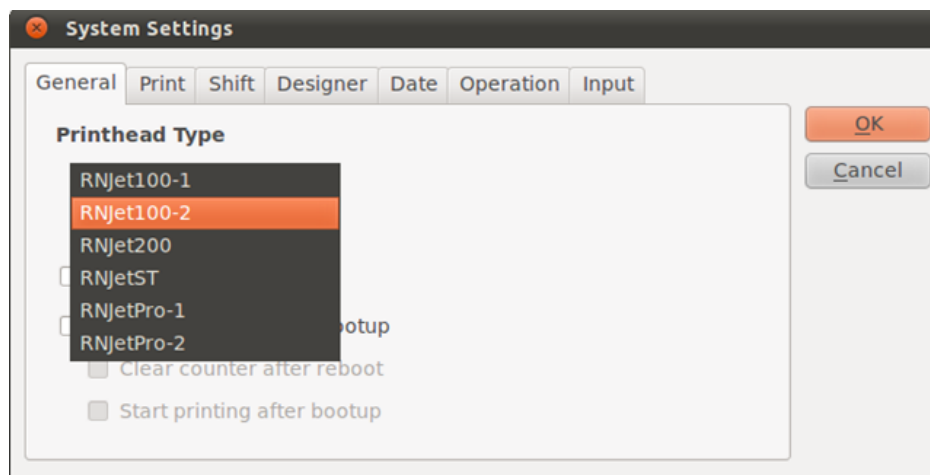 System Settings
General Print Shift Designer Date Operation Input
Printhead Type
OK
Cancel
RNJet100-1
RNJet100-2
RNJet200
RNJetST
RNJetPro-1
RNJetPro-2
Clear counter after reboot
Start printing after bootup